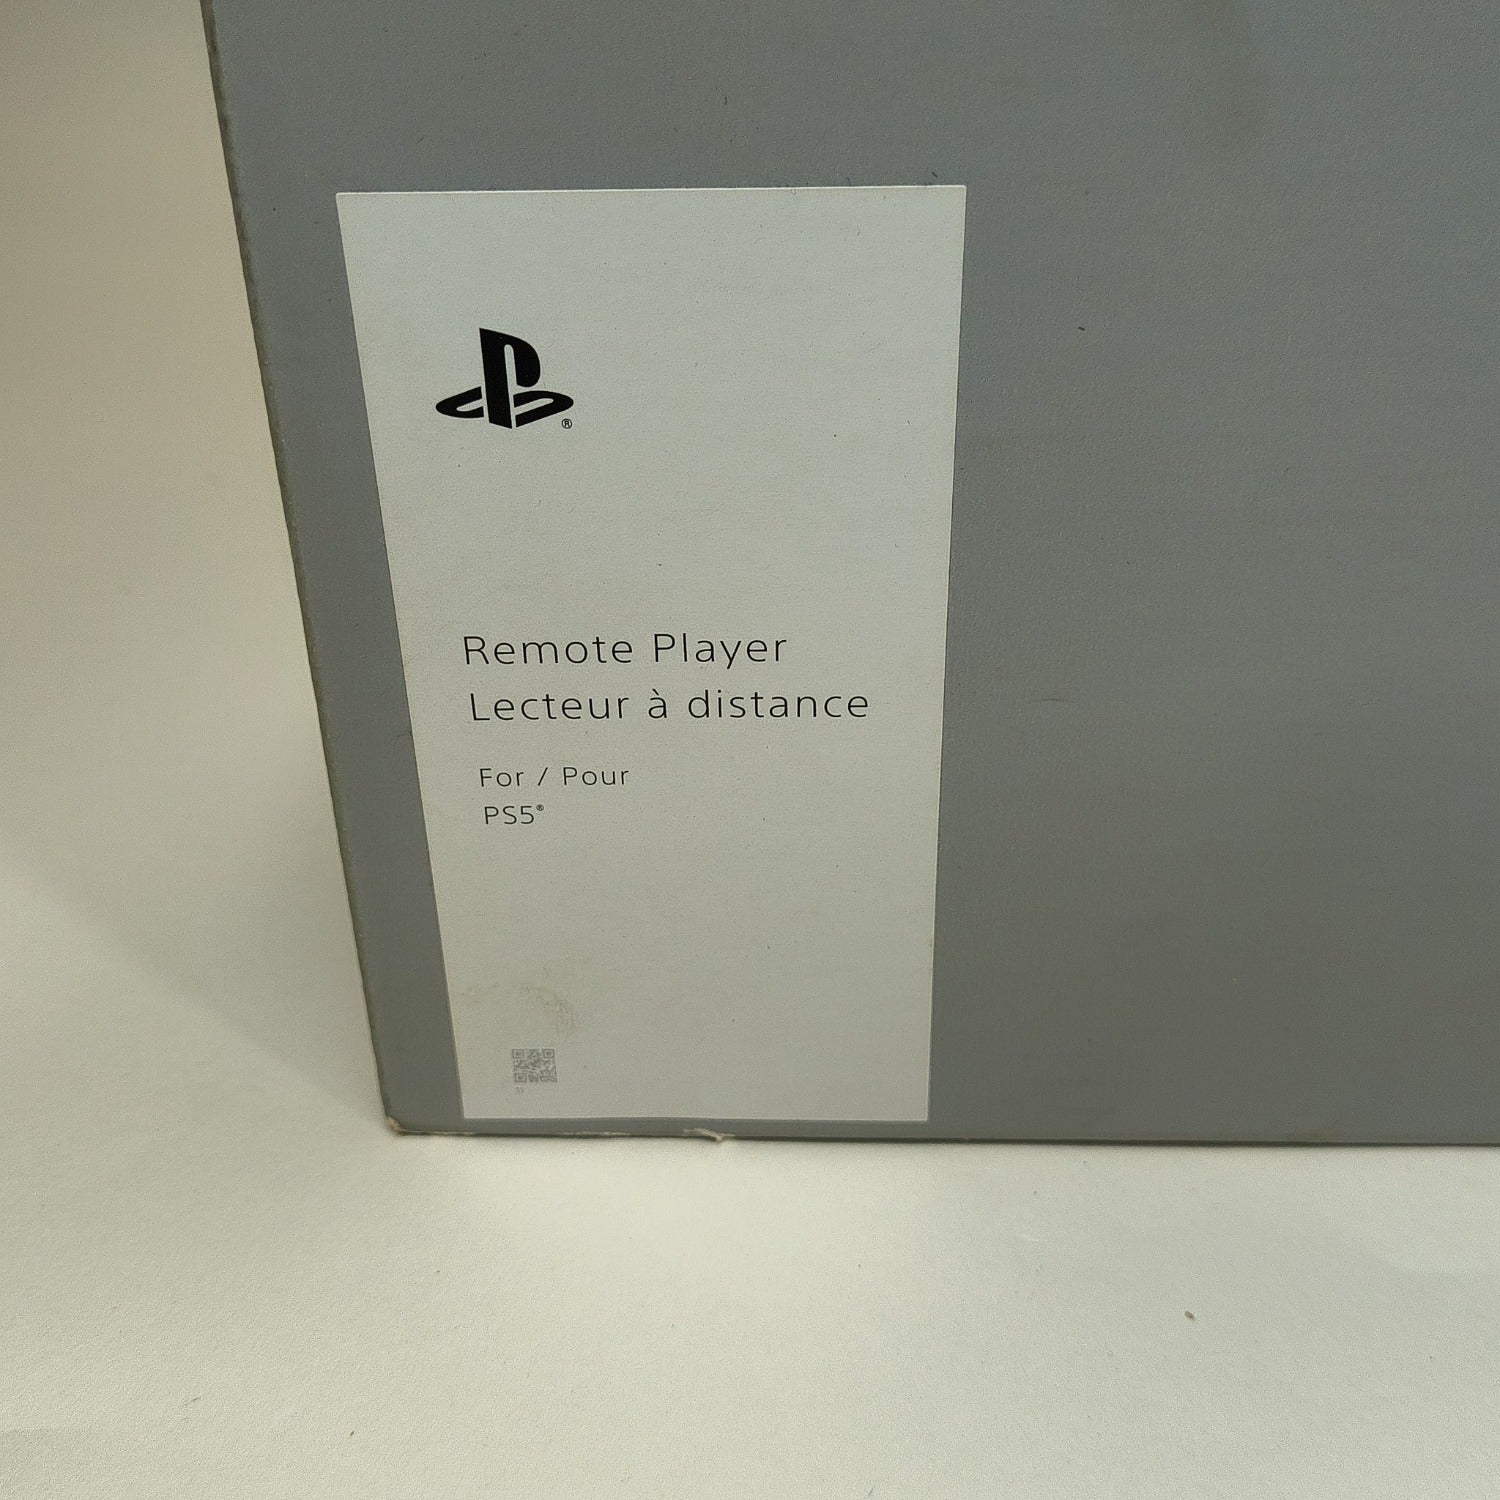 Remote Player
Lecteur à distance
For / Pour
PS5®